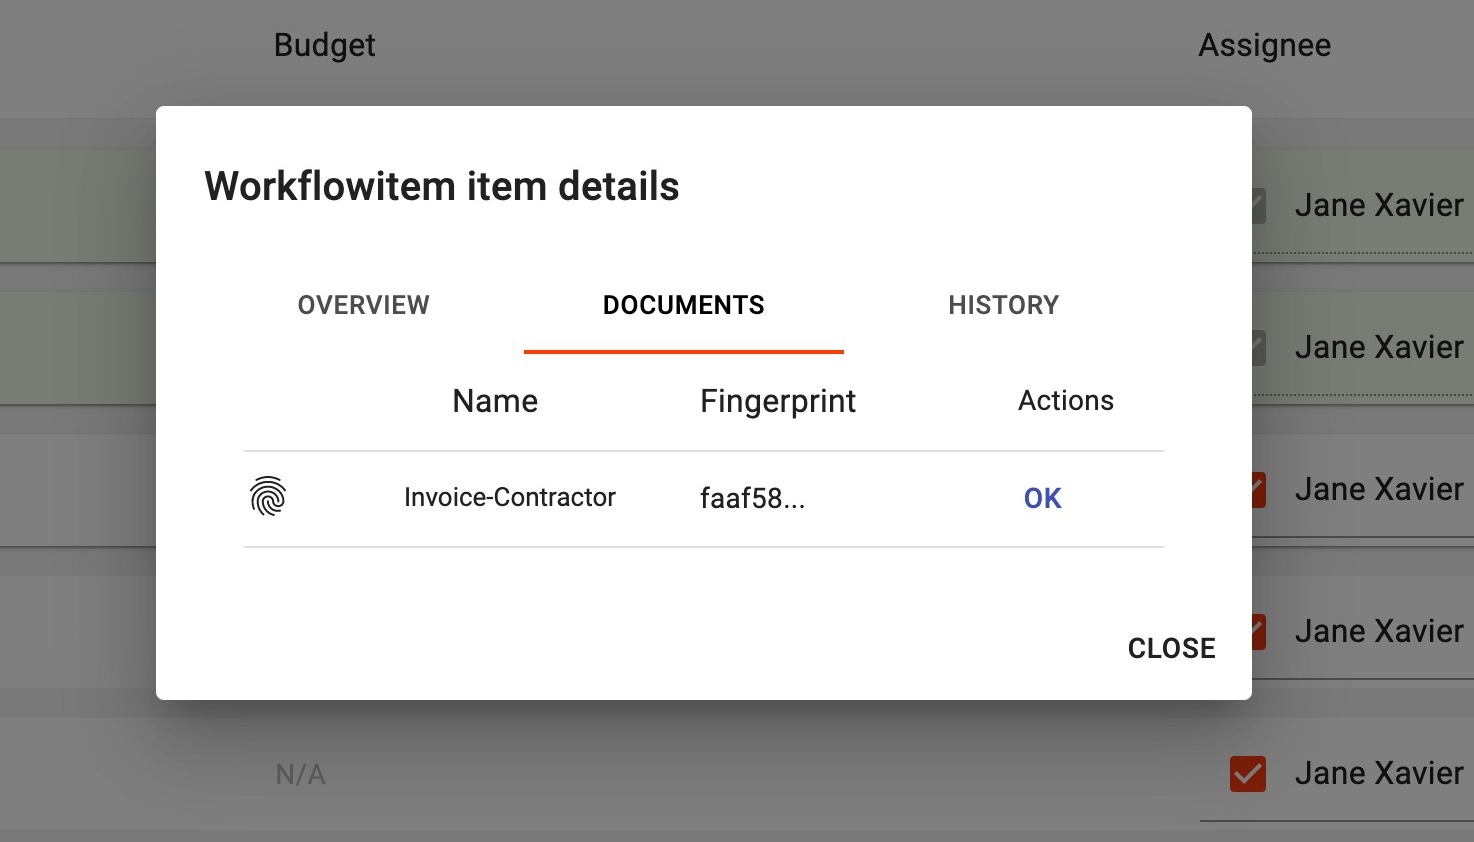 Budget Assignee
Workflowitem item details
Jane Xavier
OVERVIEW DOCUMENTS HISTORY
Jane Xavier
Name Fingerprint Actions
Invoice-Contractor faaf58... OK
Jane Xavier
Jane Xavier
CLOSE
N/A Jane Xavier